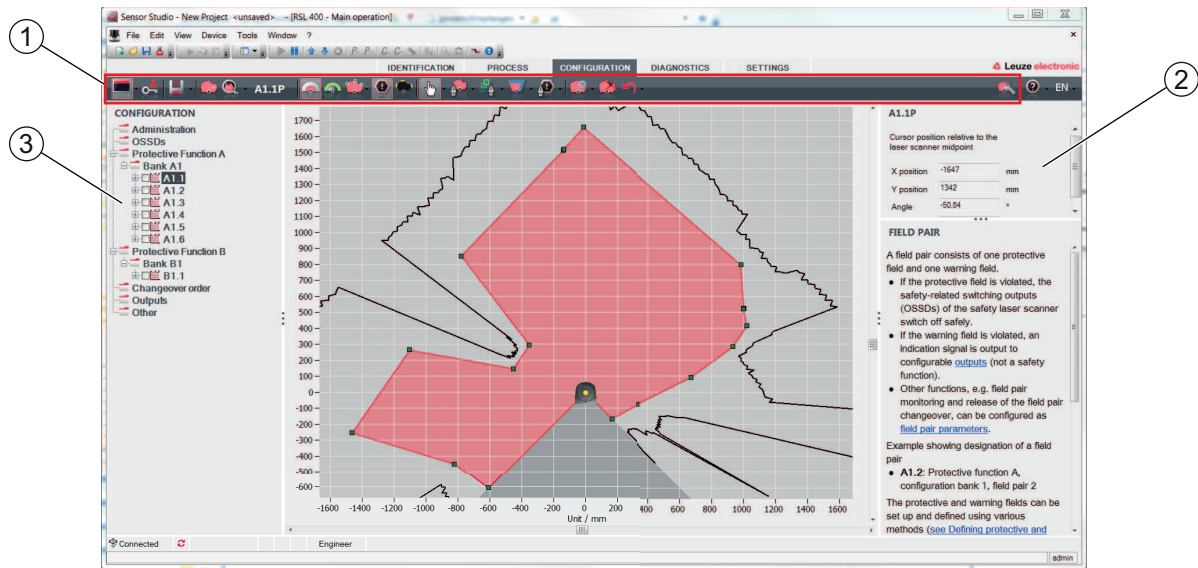 Sensor Studio - New Project <unsaved> - [RSL 400 - Main operation]
File Edit View Device Tools Window ?
IDENTIFICATION PROCESS CONFIGURATION DIAGNOSTICS SETTINGS
Leuze electronic
A1.1P
EN
1
2
3
CONFIGURATION
Administration
OSSDs
Protective Function A
Bank A1
A1.1
A1.2
A1.3
A1.4
A1.5
A1.6
Protective Function B
Bank B1
B1.1
Changeover order
Outputs
Other
1700
1600
1500
1400
1300
1200
1100
1000
900
800
700
600
500
400
300
200
100
0
-100
-200
-300
-400
-500
-600
-1600 -1400 -1200 -1000 -800 -600 -400 -200 0 200 400 600 800 1000 1200 1400 1600
Unit / mm
A1.1P
Cursor position relative to the
laser scanner midpoint
X position -1647 mm
Y position 1342 mm
Angle -50,84 °
FIELD PAIR
A field pair consists of one protective
field and one warning field.
• If the protective field is violated, the
safety-related switching outputs
(OSSDs) of the safety laser scanner
switch off safely.
• If the warning field is violated, an
indication signal is output to
configurable outputs (not a safety
function).
• Other functions, e.g. field pair
monitoring and release of the field pair
changeover, can be configured as
field pair parameters.
Example showing designation of a field
pair
• A1.2: Protective function A,
configuration bank 1, field pair 2
The protective and warning fields can be
set up and defined using various
methods (see Defining protective and
Connected
Engineer
admin